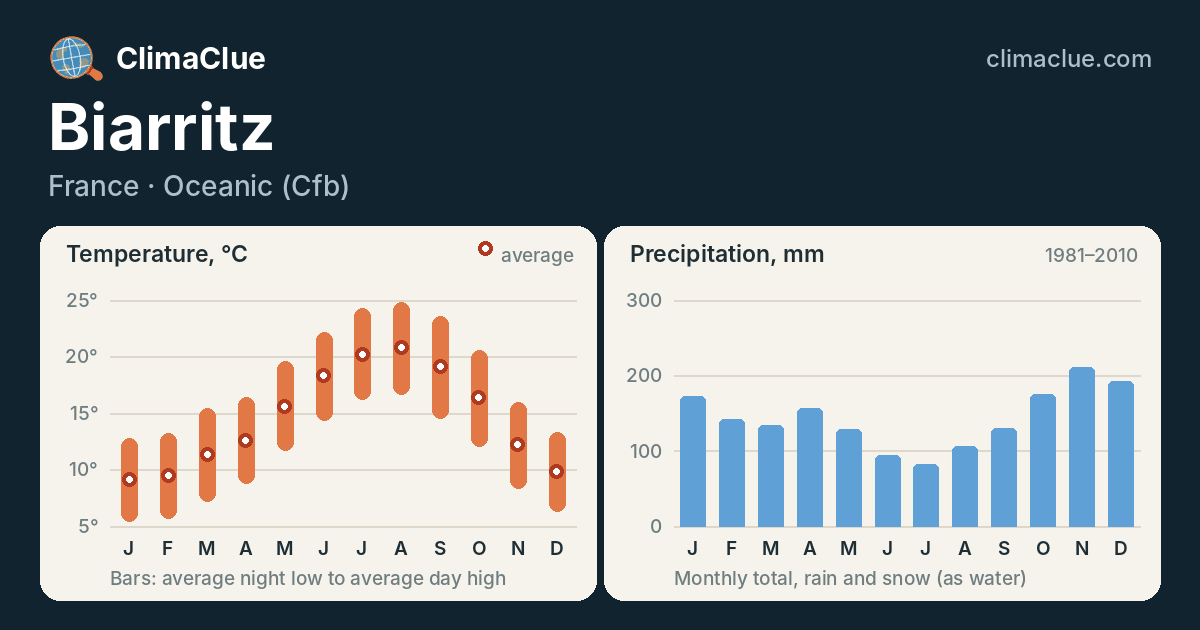 ClimaClue
climaclue.com
Biarritz
France · Oceanic (Cfb)
Temperature, °C
average
25°
20°
15°
10°
5°
J F M A M J J A S O N D
Bars: average night low to average day high
Precipitation, mm
1981–2010
300
200
100
0
J F M A M J J A S O N D
Monthly total, rain and snow (as water)